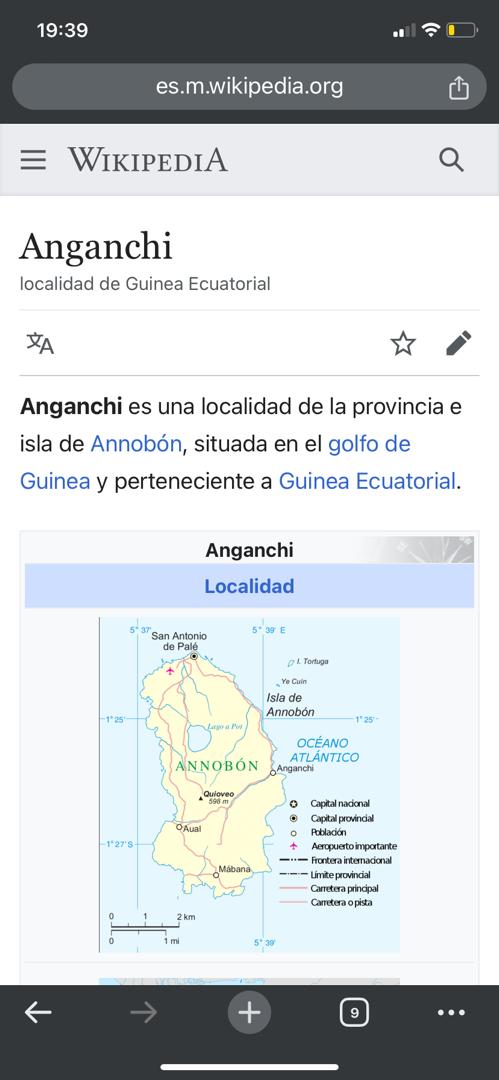 19:39
es.m.wikipedia.org
WIKIPEDIA
Anganchi
localidad de Guinea Ecuatorial
Anganchi es una localidad de la provincia e
isla de Annobón, situada en el golfo de
Guinea y perteneciente a Guinea Ecuatorial.
Anganchi
Localidad
5° 37'
5° 39' E
San Antonio
de Palé
I. Tortuga
Ye Cuin
Isla de
Annobón
1° 25'
1° 25'
Lago a Pot
OCÉANO
ATLÁNTICO
ANNOBÓN
Anganchi
Quioveo
598 m
Capital nacional
Capital provincial
Población
Aeropuerto importante
Frontera internacional
Límite provincial
Carretera principal
Carretera o pista
Aual
1° 27' S
Mábana
0 1 2 km
0 1 mi
5° 39'
9